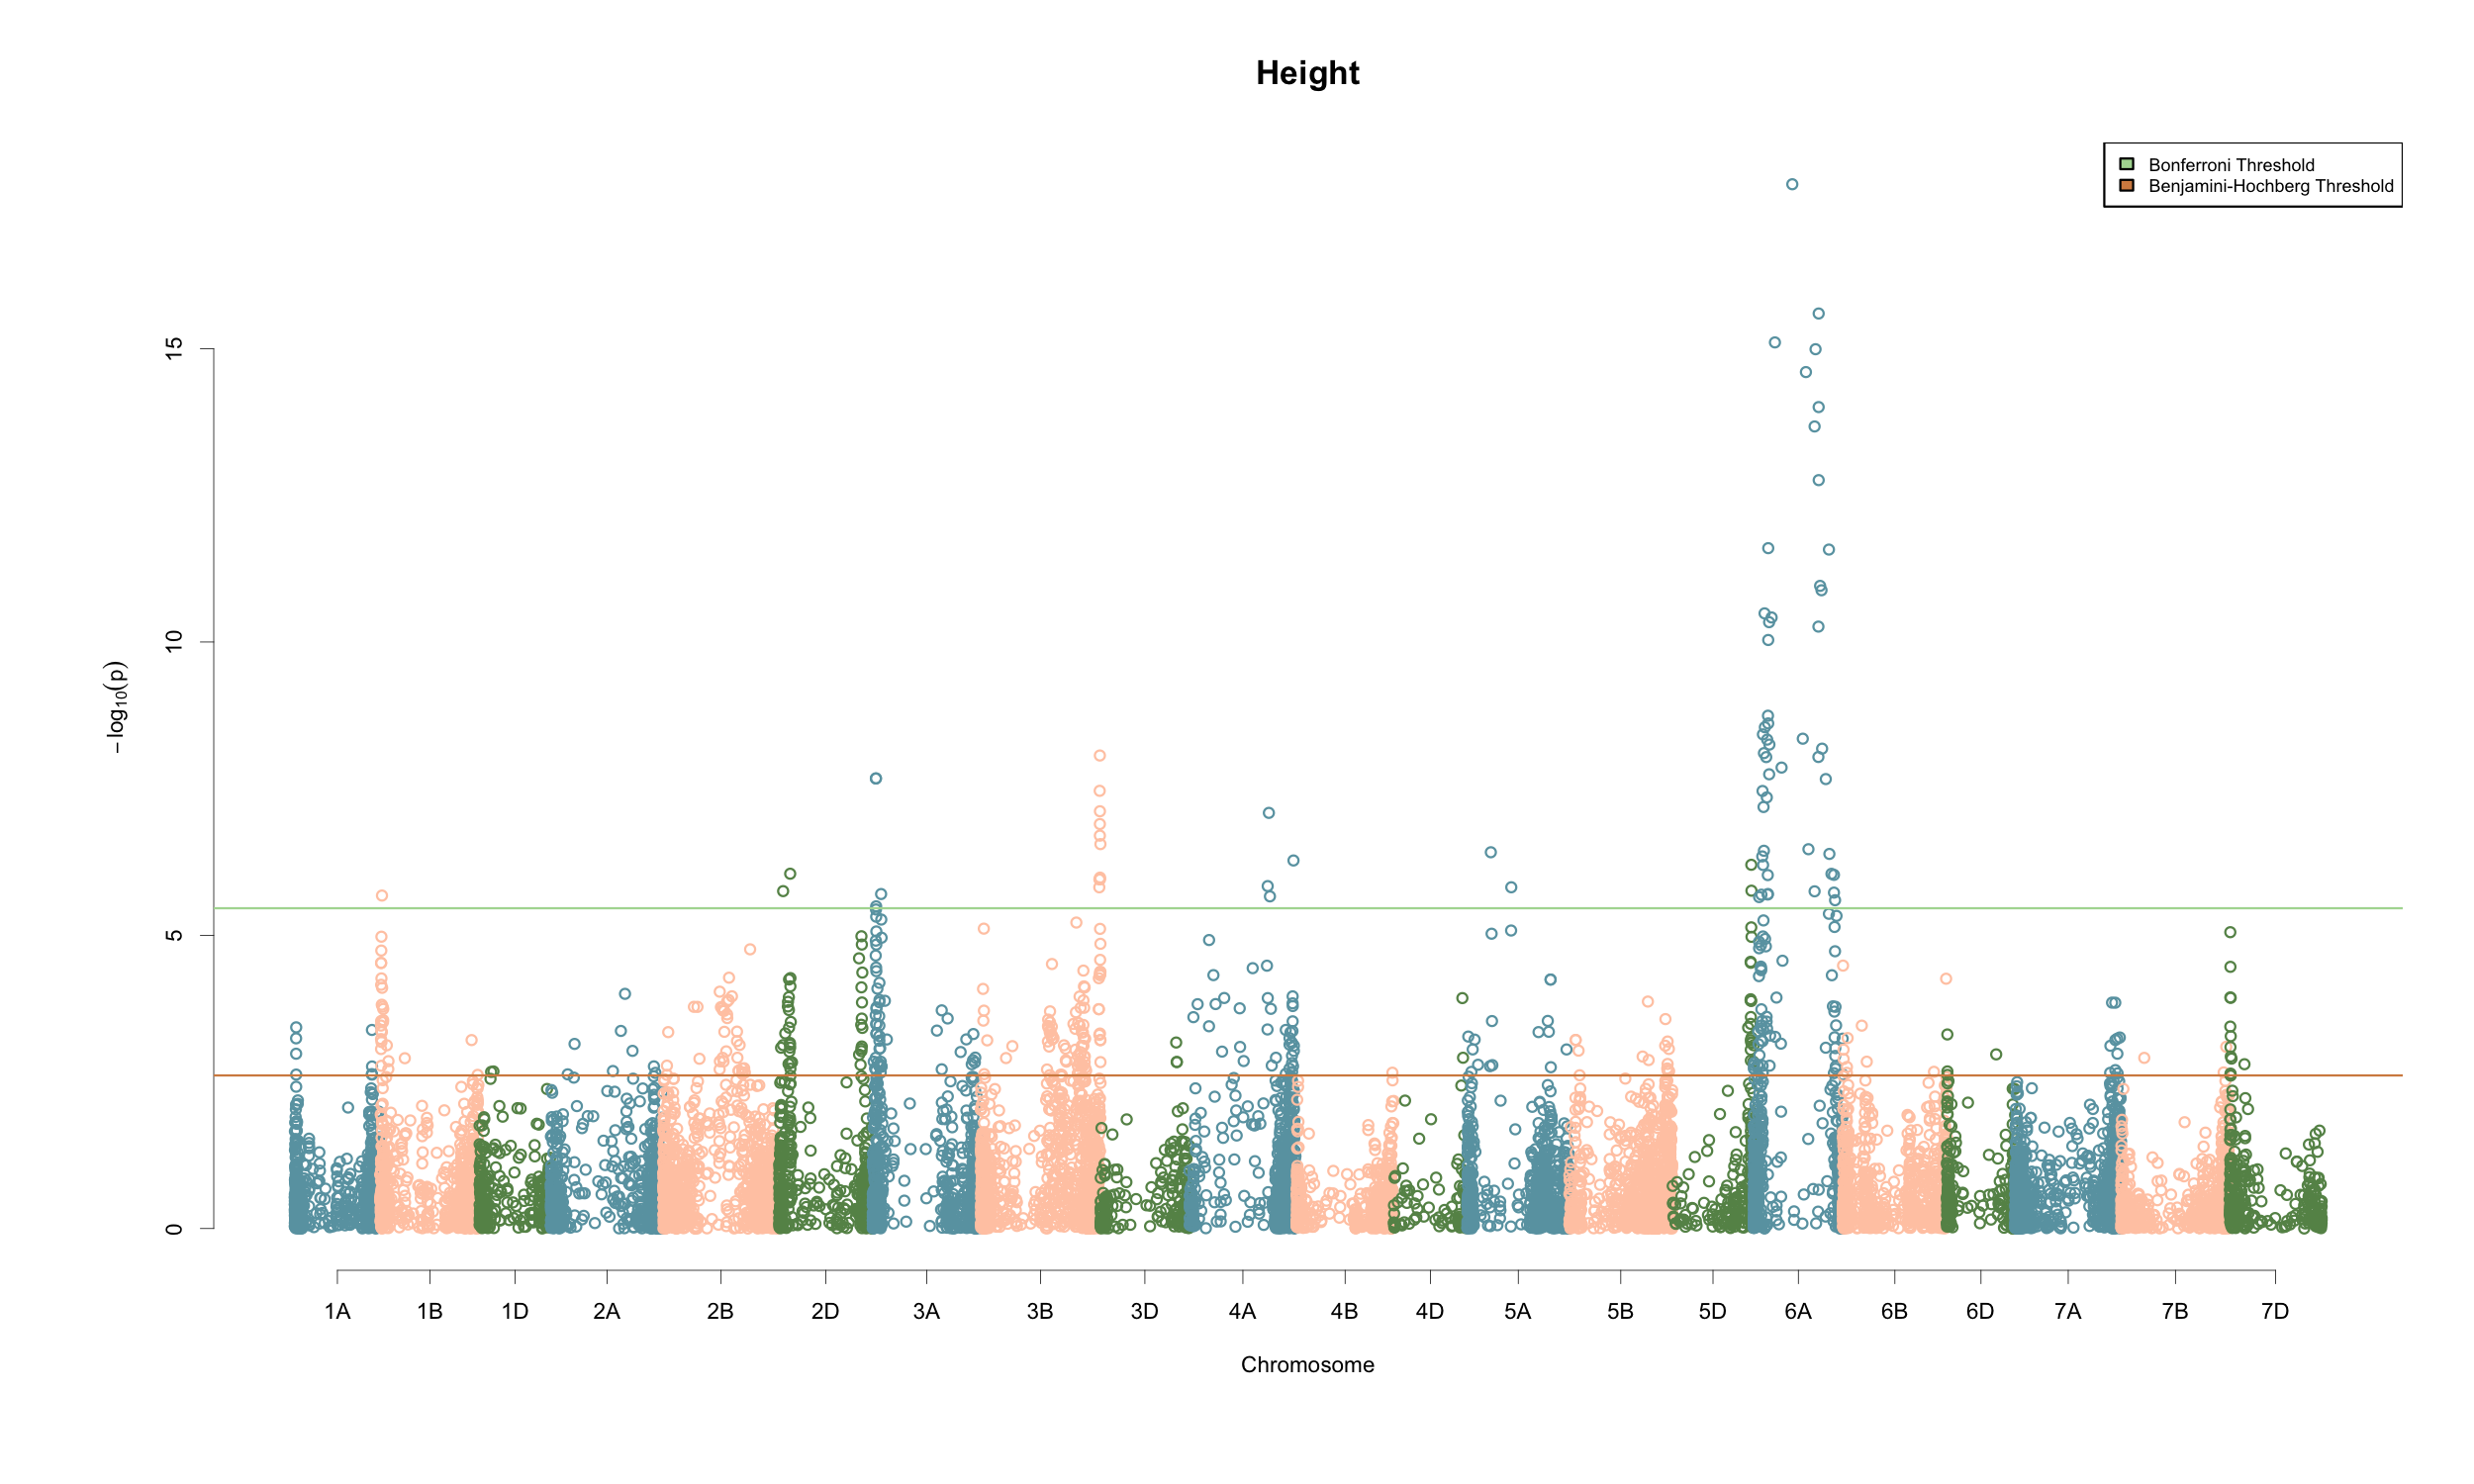 Height
Bonferroni Threshold
Benjamini-Hochberg Threshold
15
10
5
0
−log₁₀(p)
1A 1B 1D 2A 2B 2D 3A 3B 3D 4A 4B 4D 5A 5B 5D 6A 6B 6D 7A 7B 7D
Chromosome